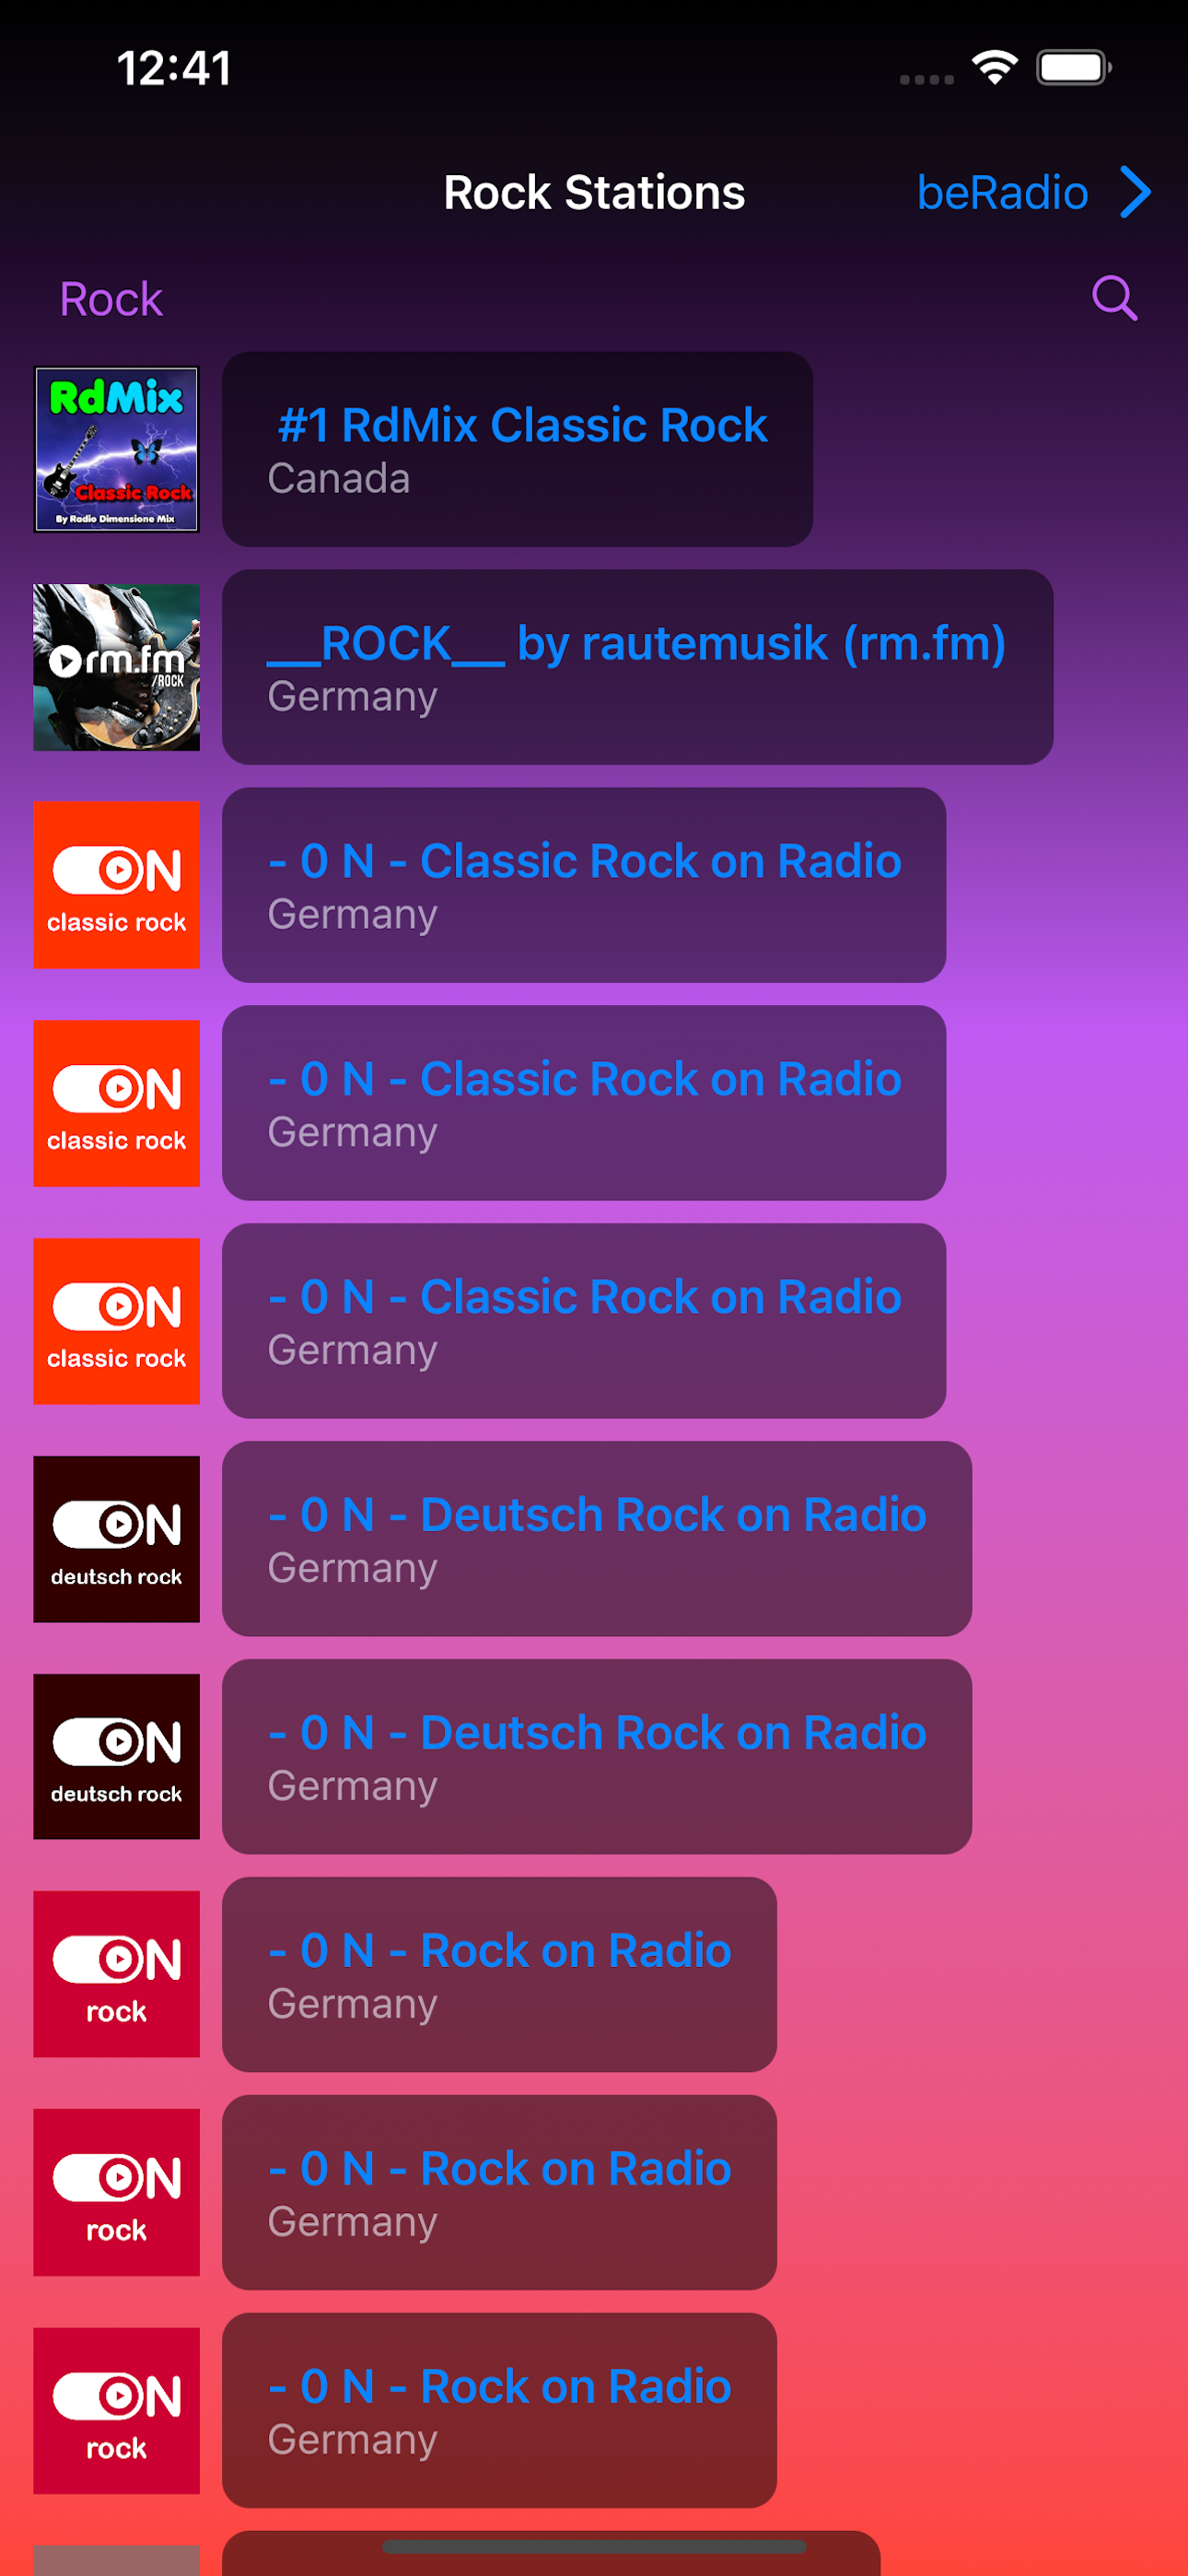 12:41
Rock Stations
beRadio
Rock
RdMix
Classic Rock
By Radio Dimensione Mix
#1 RdMix Classic Rock
Canada
rm.fm
/ROCK
__ROCK__ by rautemusik (rm.fm)
Germany
ON
classic rock
- 0 N - Classic Rock on Radio
Germany
ON
classic rock
- 0 N - Classic Rock on Radio
Germany
ON
classic rock
- 0 N - Classic Rock on Radio
Germany
ON
deutsch rock
- 0 N - Deutsch Rock on Radio
Germany
ON
deutsch rock
- 0 N - Deutsch Rock on Radio
Germany
ON
rock
- 0 N - Rock on Radio
Germany
ON
rock
- 0 N - Rock on Radio
Germany
ON
rock
- 0 N - Rock on Radio
Germany